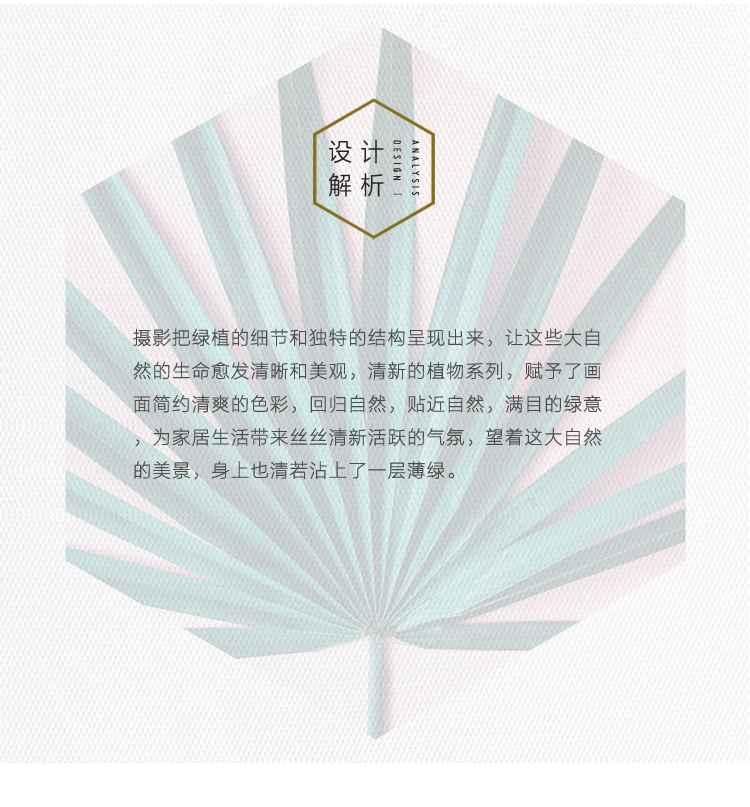 设计
解析
DESIGN
ANALYSIS
摄影把绿植的细节和独特的结构呈现出来，让这些大自
然的生命愈发清晰和美观，清新的植物系列，赋予了画
面简约清爽的色彩，回归自然，贴近自然，满目的绿意
，为家居生活带来丝丝清新活跃的气氛，望着这大自然
的美景，身上也清若沾上了一层薄绿。